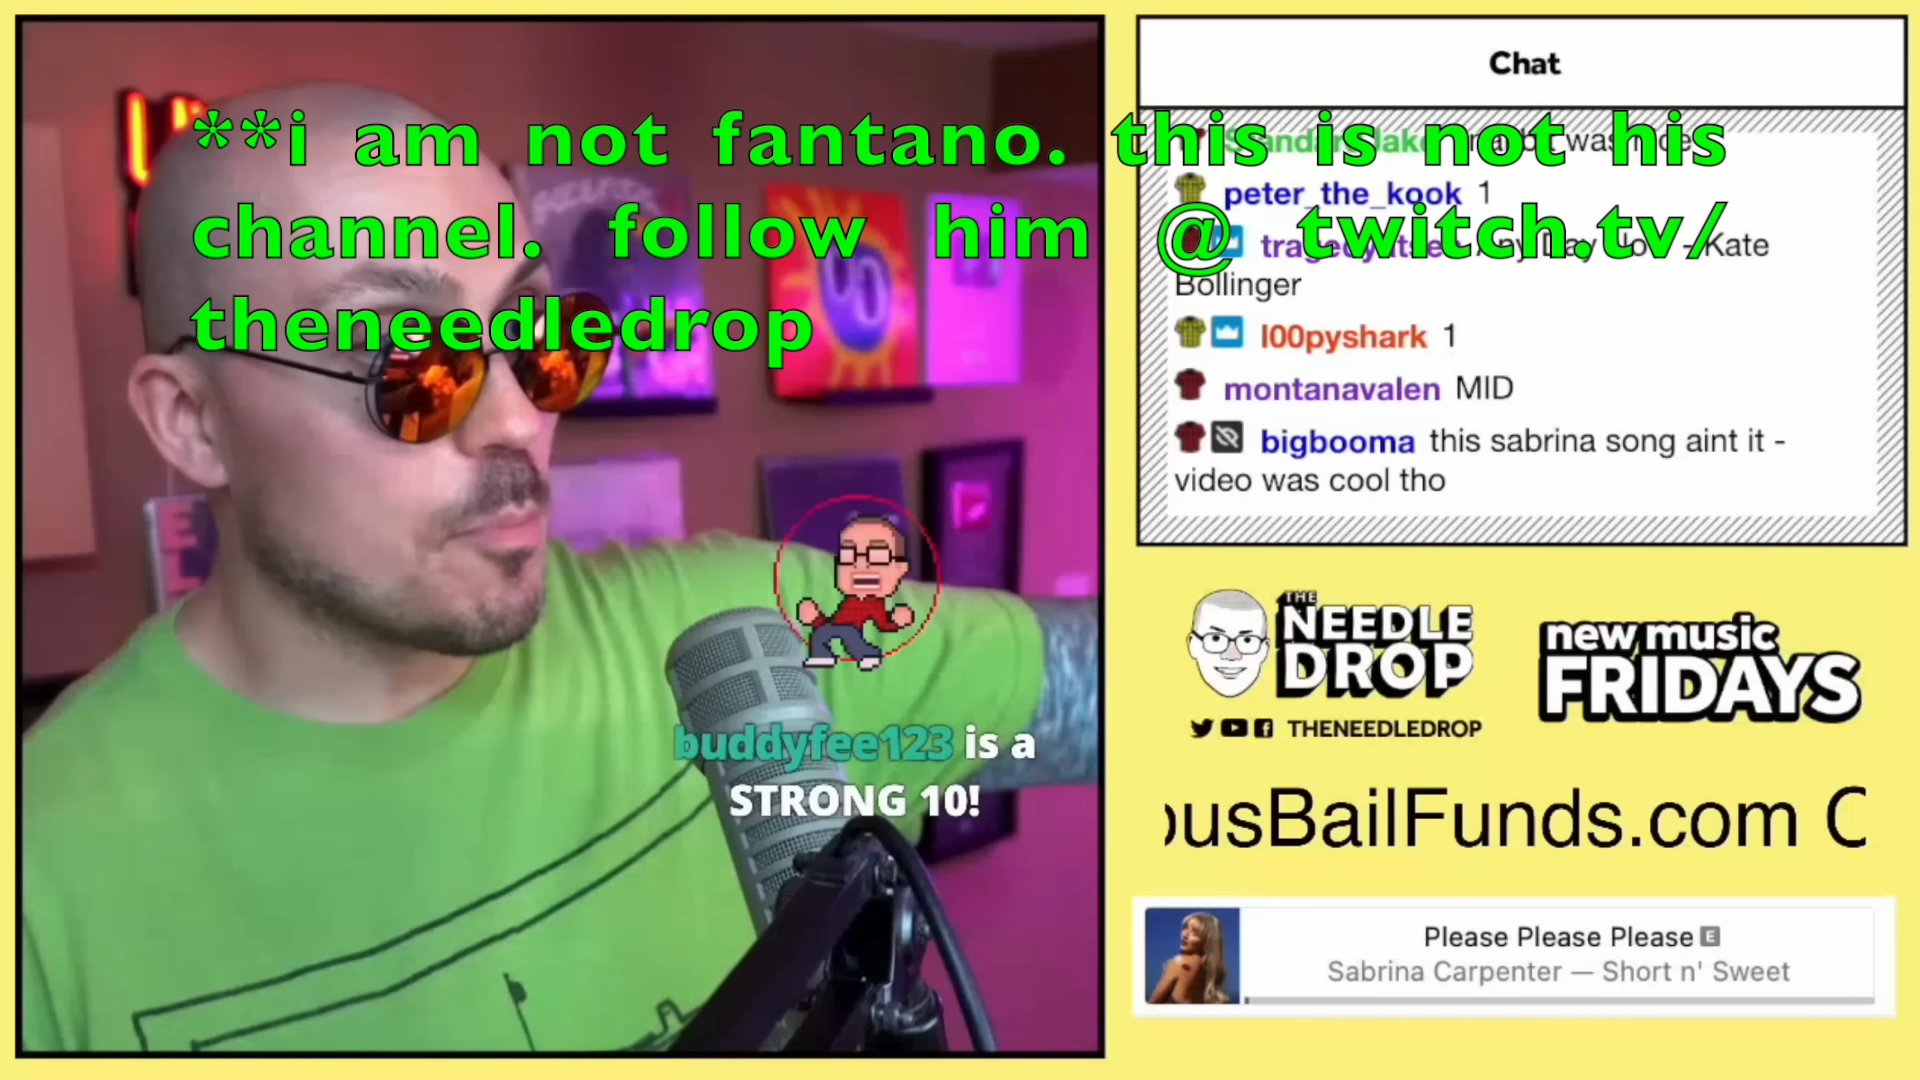 **i am not fantano. this is not his
channel. follow him @ twitch.tv/
theneedledrop
Chat
peter_the_kook 1
Kate
Bollinger
l00pyshark 1
montanavalen MID
bigbooma this sabrina song aint it -
video was cool tho
THE
NEEDLE
DROP
THENEEDLEDROP
new music
FRIDAYS
buddyfee123 is a
STRONG 10!
ousBailFunds.com C
Please Please Please E
Sabrina Carpenter — Short n' Sweet